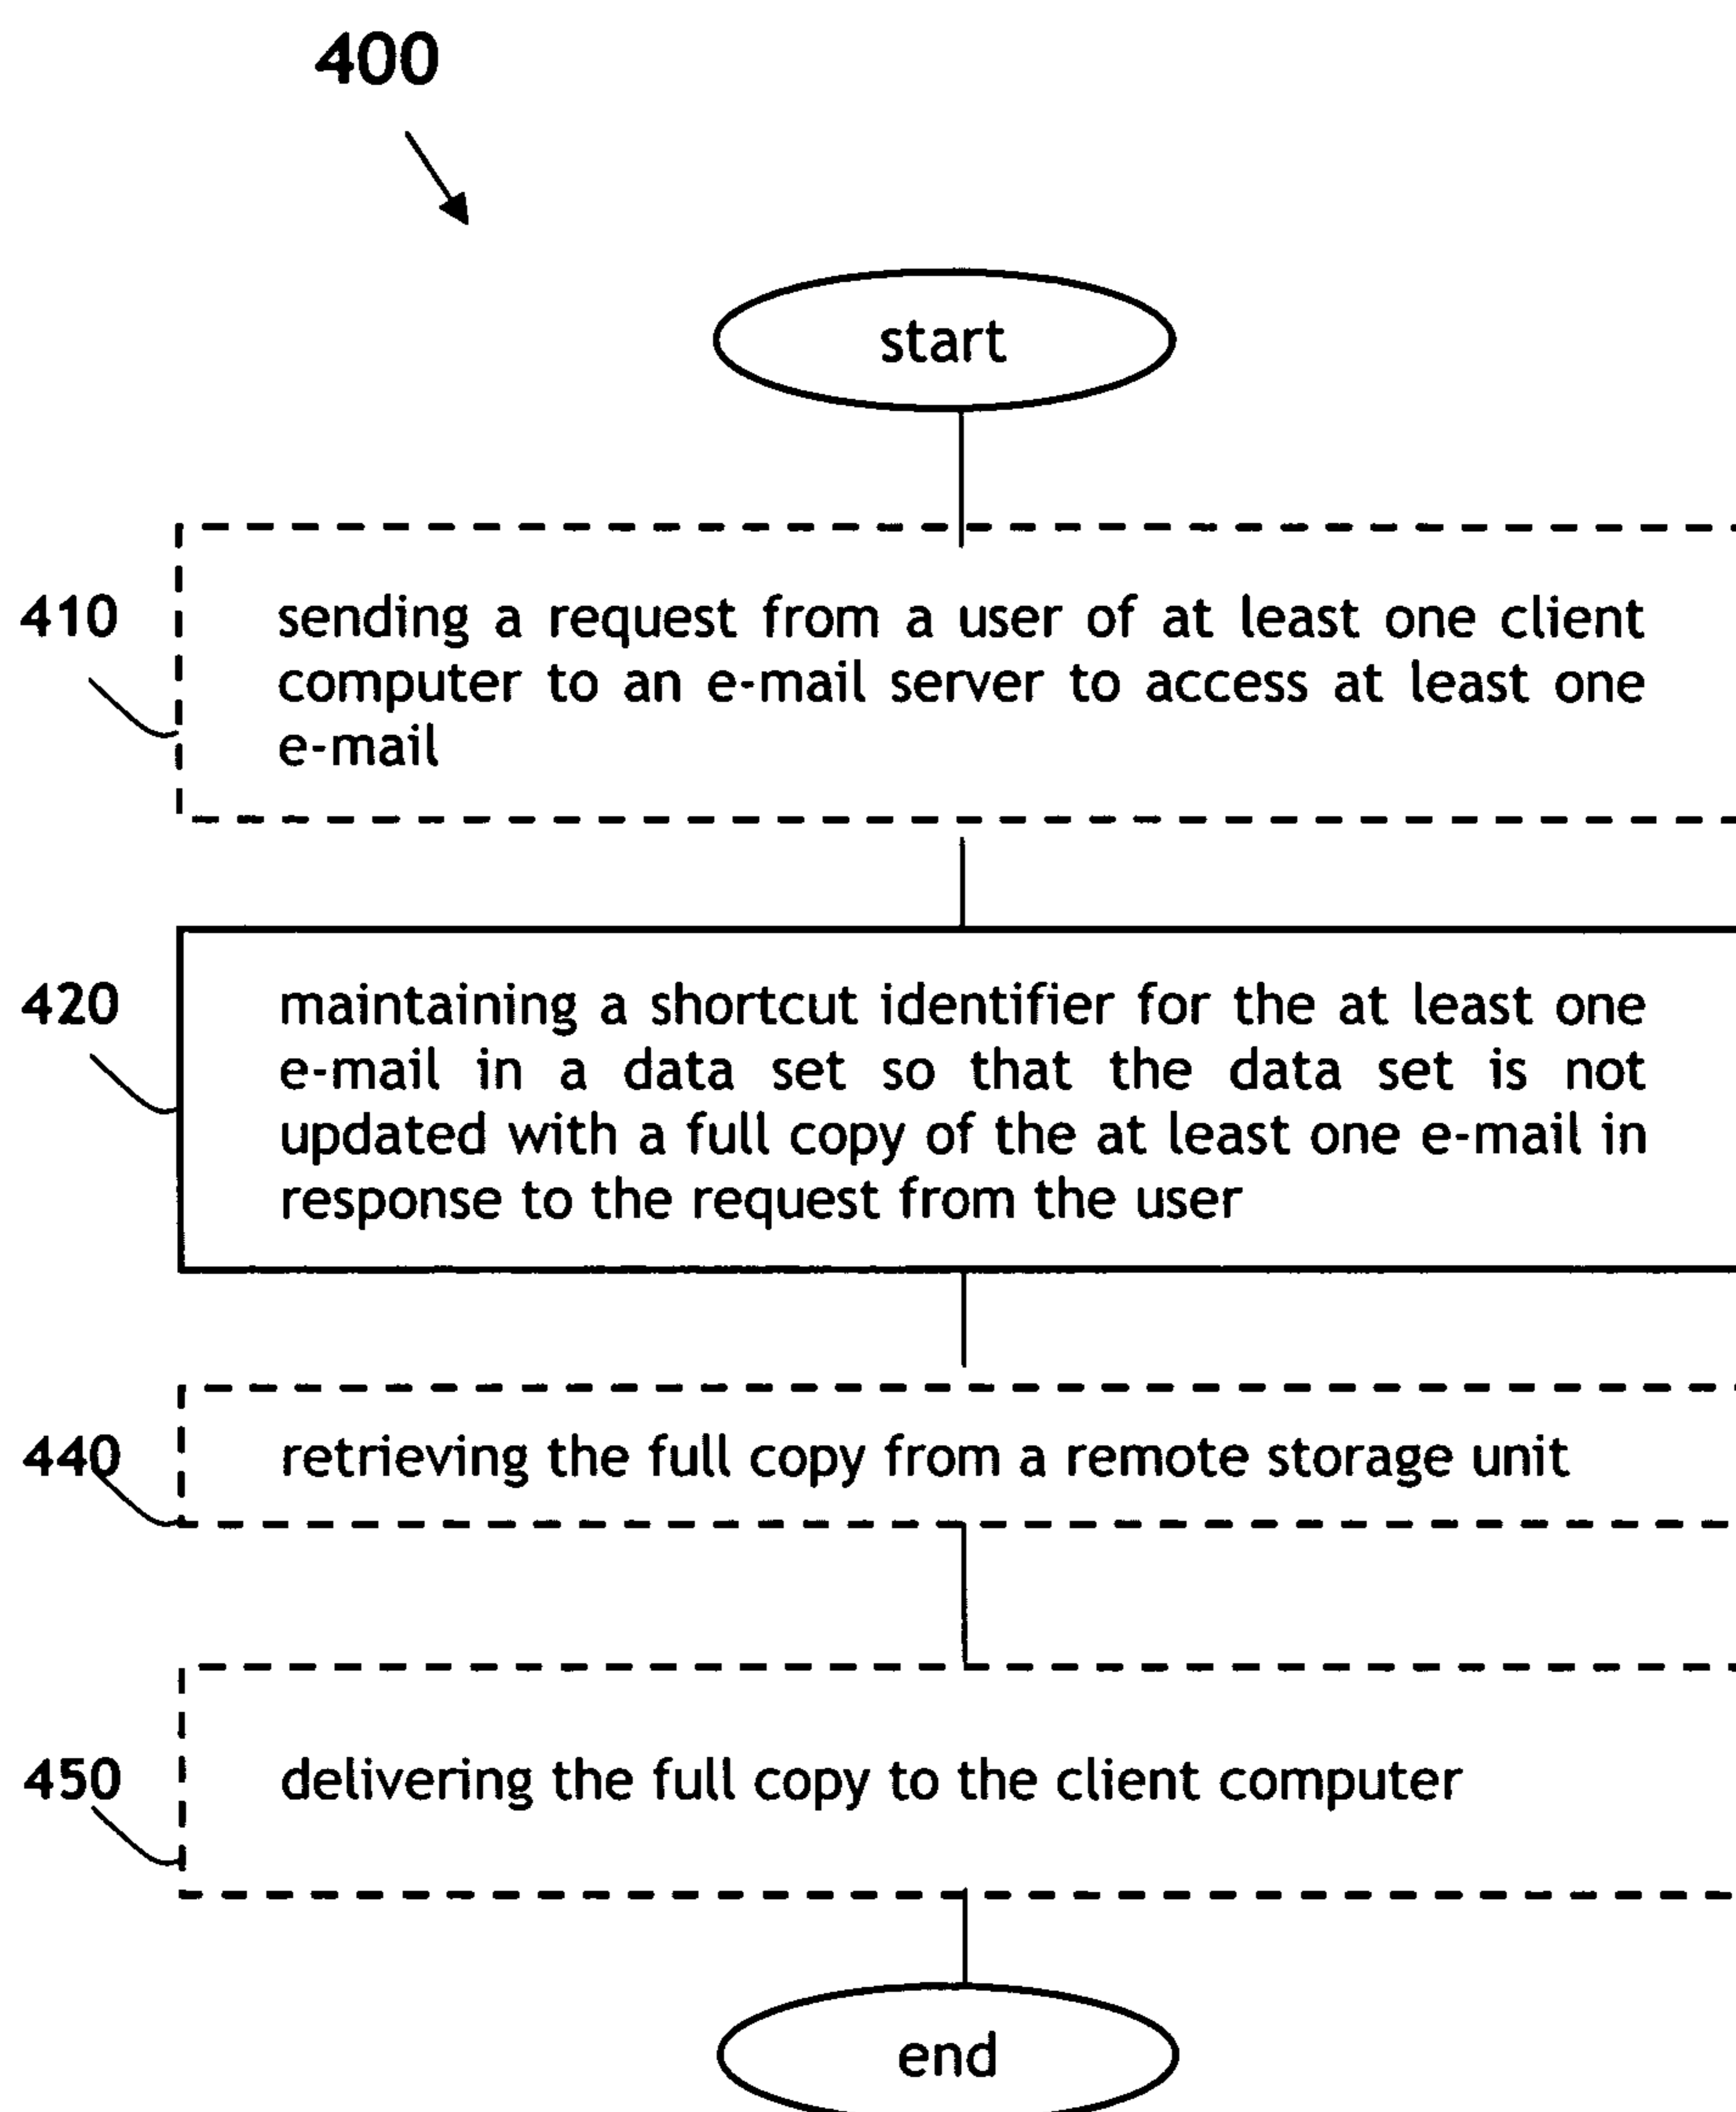 400
start
410
sending a request from a user of at least one client
computer to an e-mail server to access at least one
e-mail
420
maintaining a shortcut identifier for the at least one
e-mail in a data set so that the data set is not
updated with a full copy of the at least one e-mail in
response to the request from the user
440
retrieving the full copy from a remote storage unit
450
delivering the full copy to the client computer
end